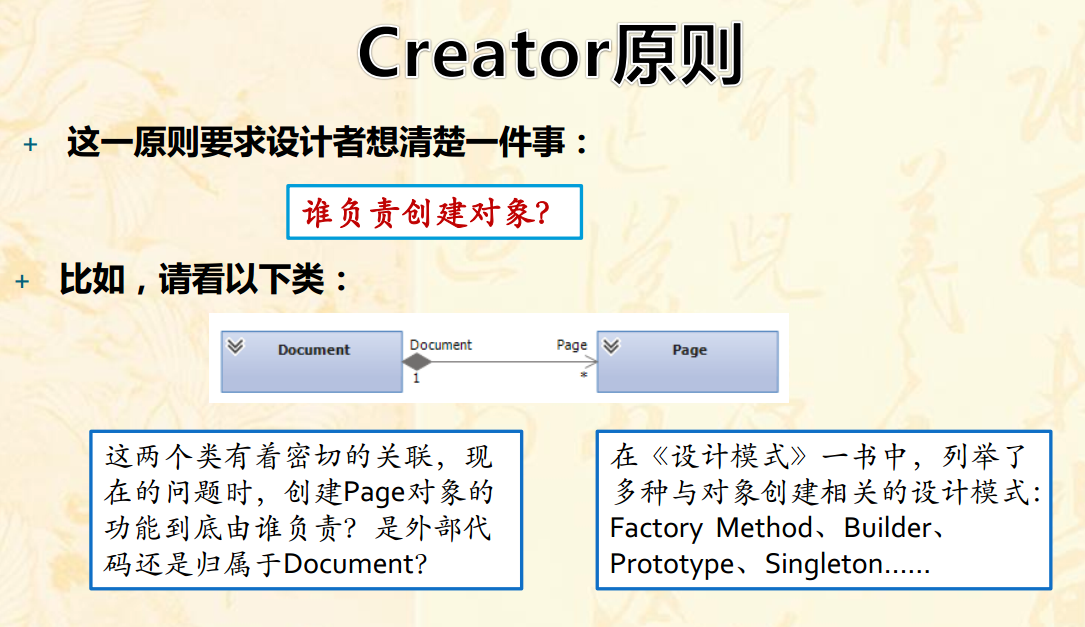 Creator原则
+ 这一原则要求设计者想清楚一件事：
谁负责创建对象？
+ 比如，请看以下类：
Document
Document
1
Page
*
Page
这两个类有着密切的关联，现
在的问题时，创建Page对象的
功能到底由谁负责？是外部代
码还是归属于Document？
在《设计模式》一书中，列举了
多种与对象创建相关的设计模式：
Factory Method、Builder、
Prototype、Singleton……